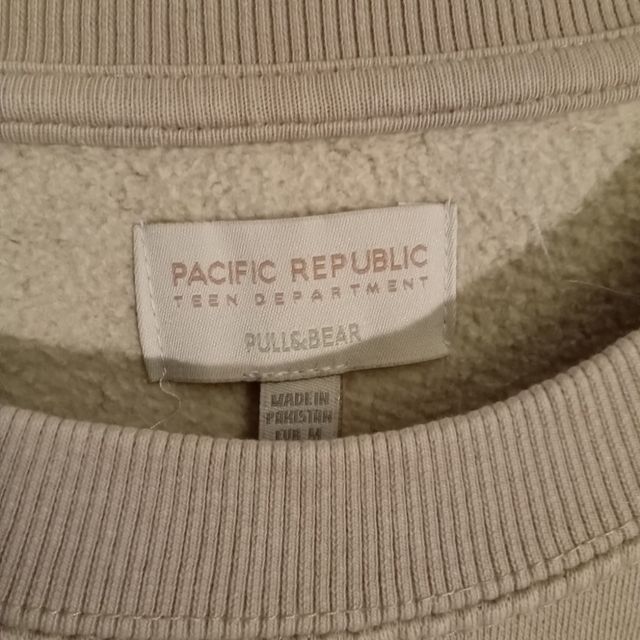 PACIFIC REPUBLIC
TEEN DEPARTMENT
PULL&BEAR
MADE IN
PAKISTAN
EUR M